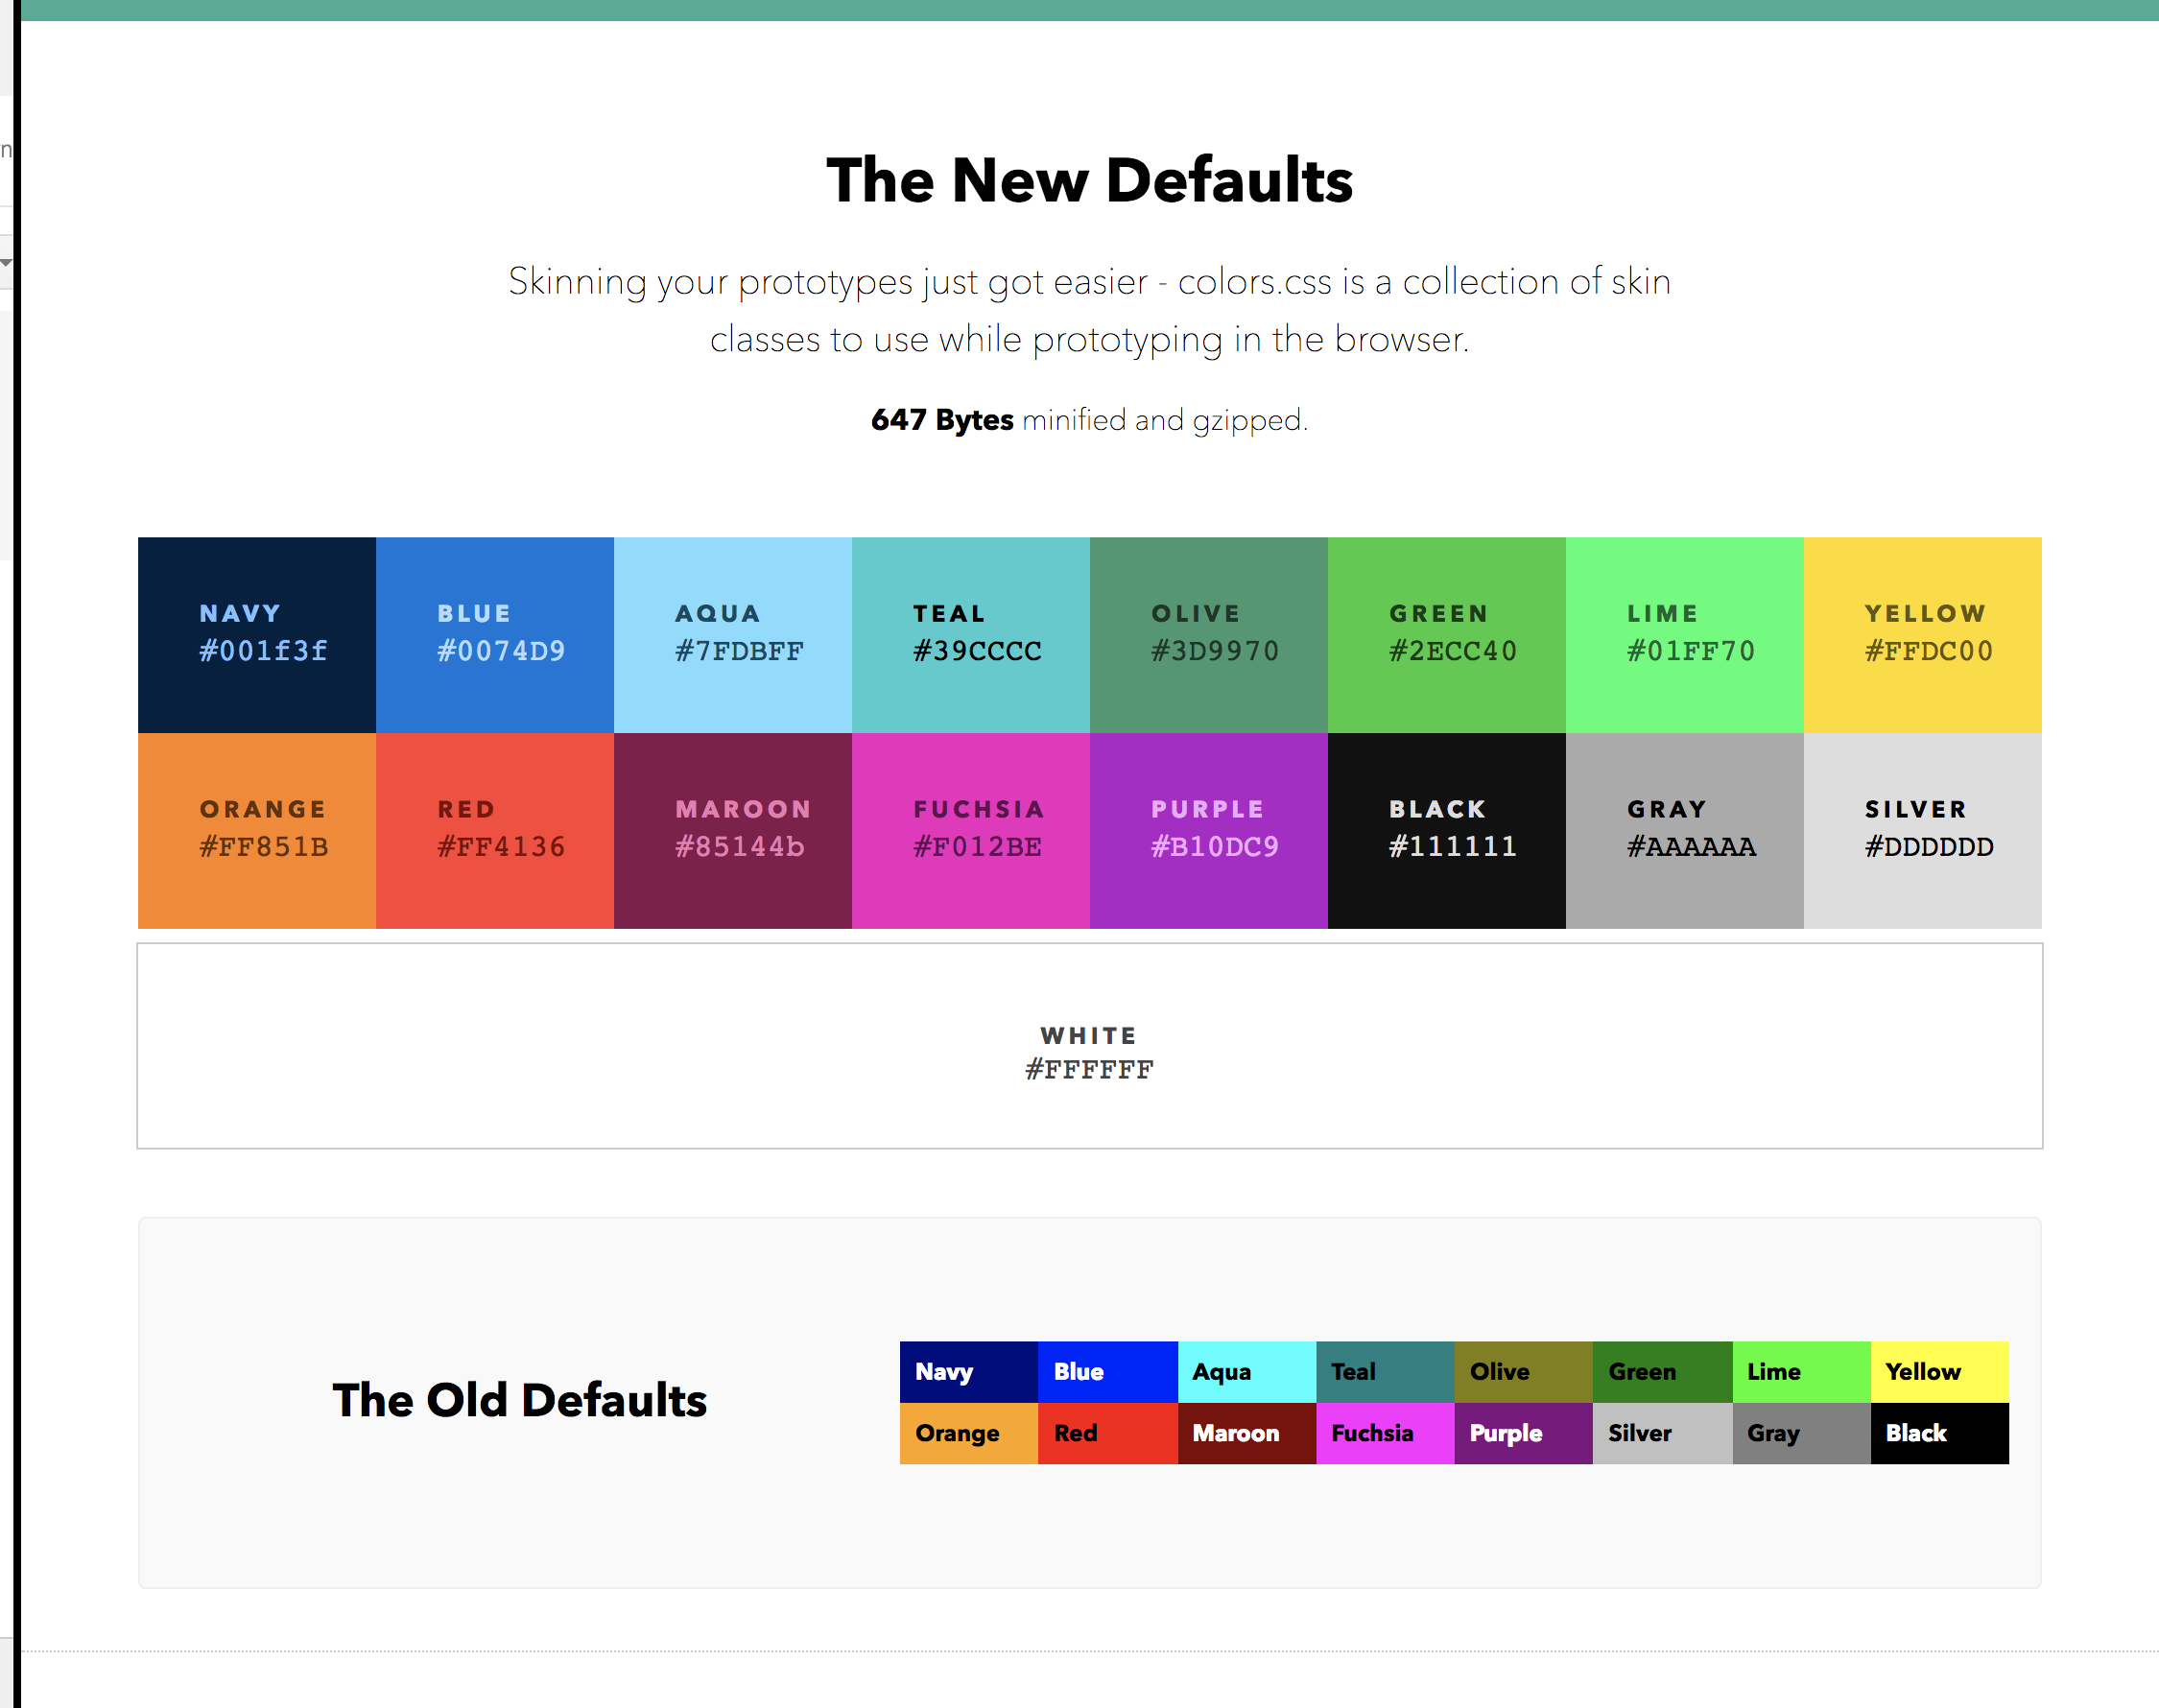 The New Defaults
Skinning your prototypes just got easier - colors.css is a collection of skin
classes to use while prototyping in the browser.
647 Bytes minified and gzipped.
NAVY
#001f3f
BLUE
#0074D9
AQUA
#7FDBFF
TEAL
#39CCCC
OLIVE
#3D9970
GREEN
#2ECC40
LIME
#01FF70
YELLOW
#FFDC00
ORANGE
#FF851B
RED
#FF4136
MAROON
#85144b
FUCHSIA
#F012BE
PURPLE
#B10DC9
BLACK
#111111
GRAY
#AAAAAA
SILVER
#DDDDDD
WHITE
#FFFFFF
The Old Defaults
Navy Blue Aqua Teal Olive Green Lime Yellow
Orange Red Maroon Fuchsia Purple Silver Gray Black